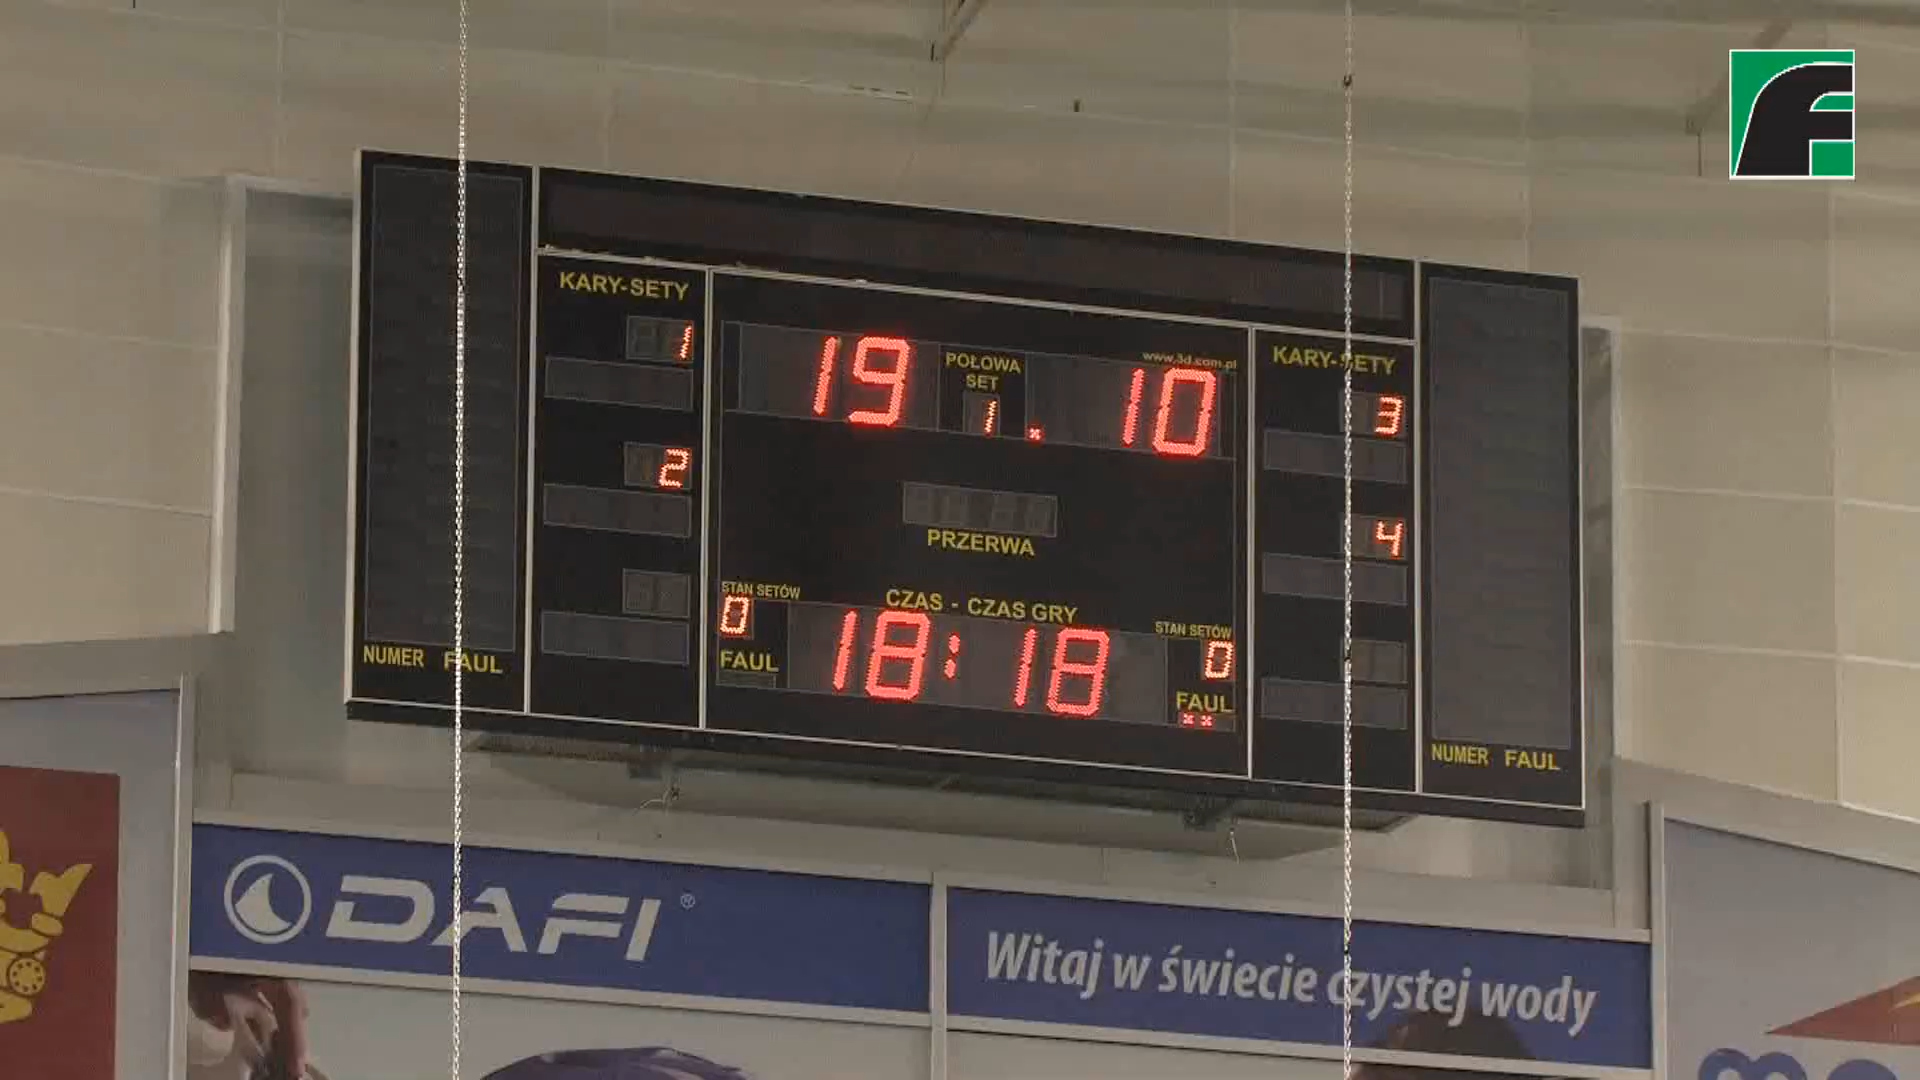 KARY-SETY
1
2
19
POŁOWA
SET
1.
www.3d.com.pl
10
KARY-SETY
3
4
PRZERWA
STAN SETÓW
0
FAUL
CZAS - CZAS GRY
18:18
STAN SETÓW
0
FAUL
NUMER FAUL
NUMER FAUL
DAFI®
Witaj w świecie czystej wody